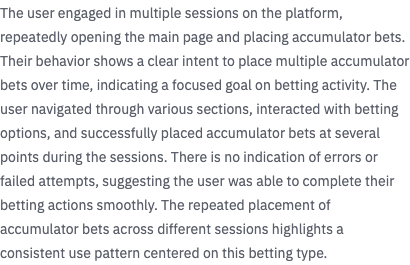 The user engaged in multiple sessions on the platform,
repeatedly opening the main page and placing accumulator bets.
Their behavior shows a clear intent to place multiple accumulator
bets over time, indicating a focused goal on betting activity. The
user navigated through various sections, interacted with betting
options, and successfully placed accumulator bets at several
points during the sessions. There is no indication of errors or
failed attempts, suggesting the user was able to complete their
betting actions smoothly. The repeated placement of
accumulator bets across different sessions highlights a
consistent use pattern centered on this betting type.